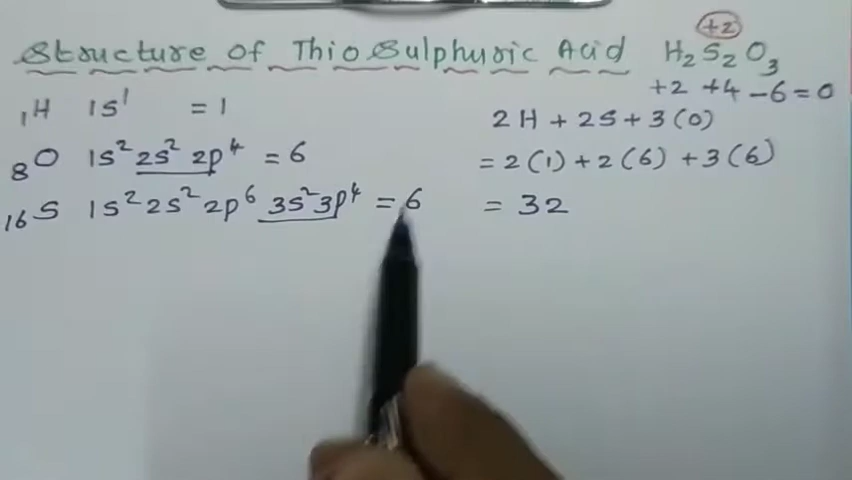 Structure of Thio Sulphuric Acid H₂S₂O₃
+2
+2 +4 -6 = 0
₁H 1s¹ = 1
2H + 2S + 3(O)
₈O 1s² 2s² 2p⁴ = 6
= 2(1) + 2(6) + 3(6)
₁₆S 1s² 2s² 2p⁶ 3s² 3p⁴ = 6
= 32